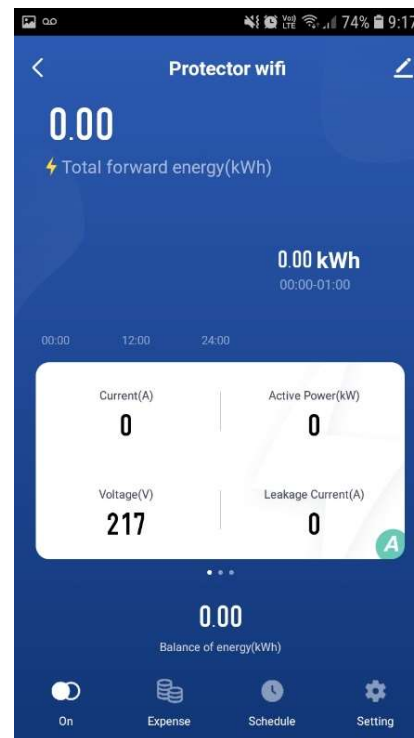 74% 9:17
Protector wifi
0.00
Total forward energy(kWh)
0.00 kWh
00:00-01:00
00:00 12:00 24:00
Current(A) Active Power(kW)
0 0
Voltage(V) Leakage Current(A)
217 0
A
0.00
Balance of energy(kWh)
On Expense Schedule Setting